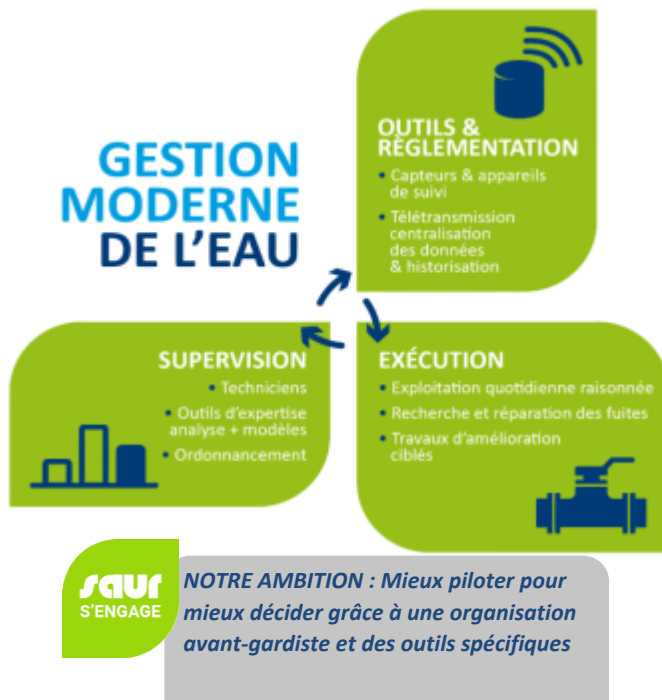 GESTION
MODERNE
DE L'EAU
OUTILS &
RÈGLEMENTATION
• Capteurs & appareils
de suivi
• Télétransmission
centralisation
des données
& historisation
SUPERVISION
• Techniciens
• Outils d'expertise
analyse + modèles
• Ordonnancement
EXÉCUTION
• Exploitation quotidienne raisonnée
• Recherche et réparation des fuites
• Travaux d'amélioration
ciblés
saur
S'ENGAGE
NOTRE AMBITION : Mieux piloter pour
mieux décider grâce à une organisation
avant-gardiste et des outils spécifiques